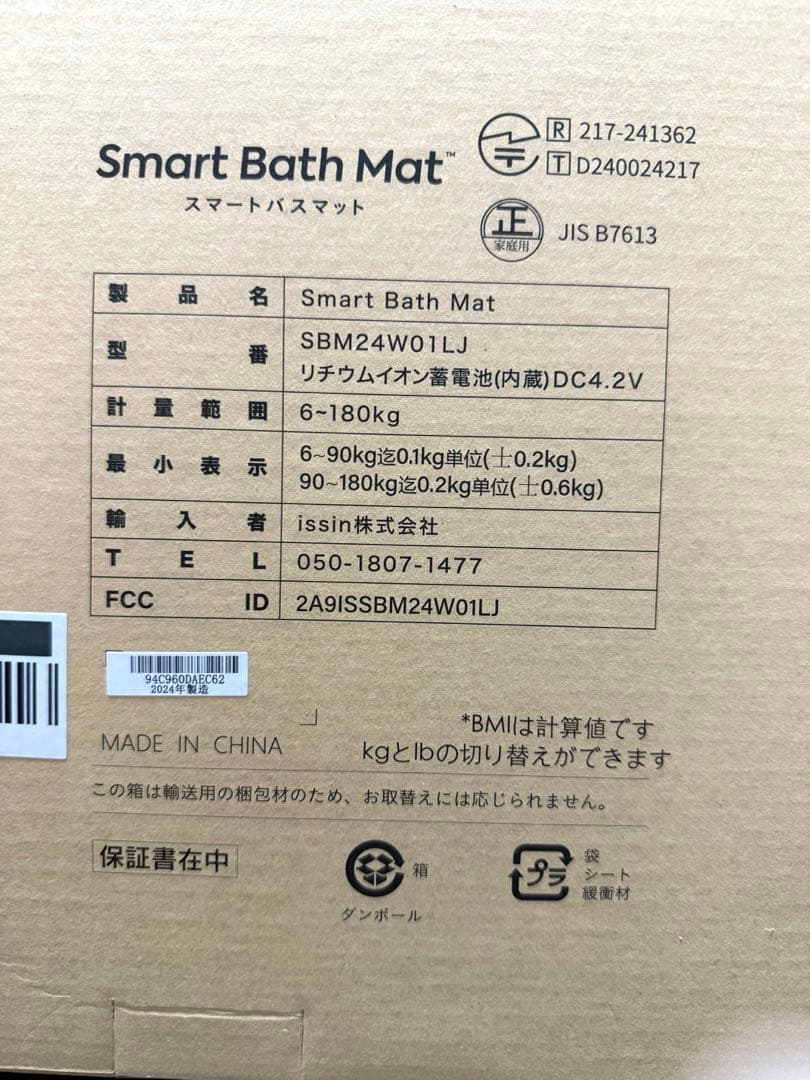 Smart Bath Mat™
スマートバスマット
R 217-241362
T D240024217
正
家庭用
JIS B7613
製品名 Smart Bath Mat
型番 SBM24W01LJ
リチウムイオン蓄電池(内蔵)DC4.2V
計量範囲 6~180kg
最小表示 6~90kg迄0.1kg単位(±0.2kg)
90~180kg迄0.2kg単位(±0.6kg)
輸入者 issin株式会社
TEL 050-1807-1477
FCC ID 2A9ISSBM24W01LJ
94C960DAEC62
2024年製造
MADE IN CHINA
*BMIは計算値です
kgとlbの切り替えができます
この箱は輸送用の梱包材のため、お取替えには応じられません。
保証書在中
箱
ダンボール
プラ
袋
シート
緩衝材